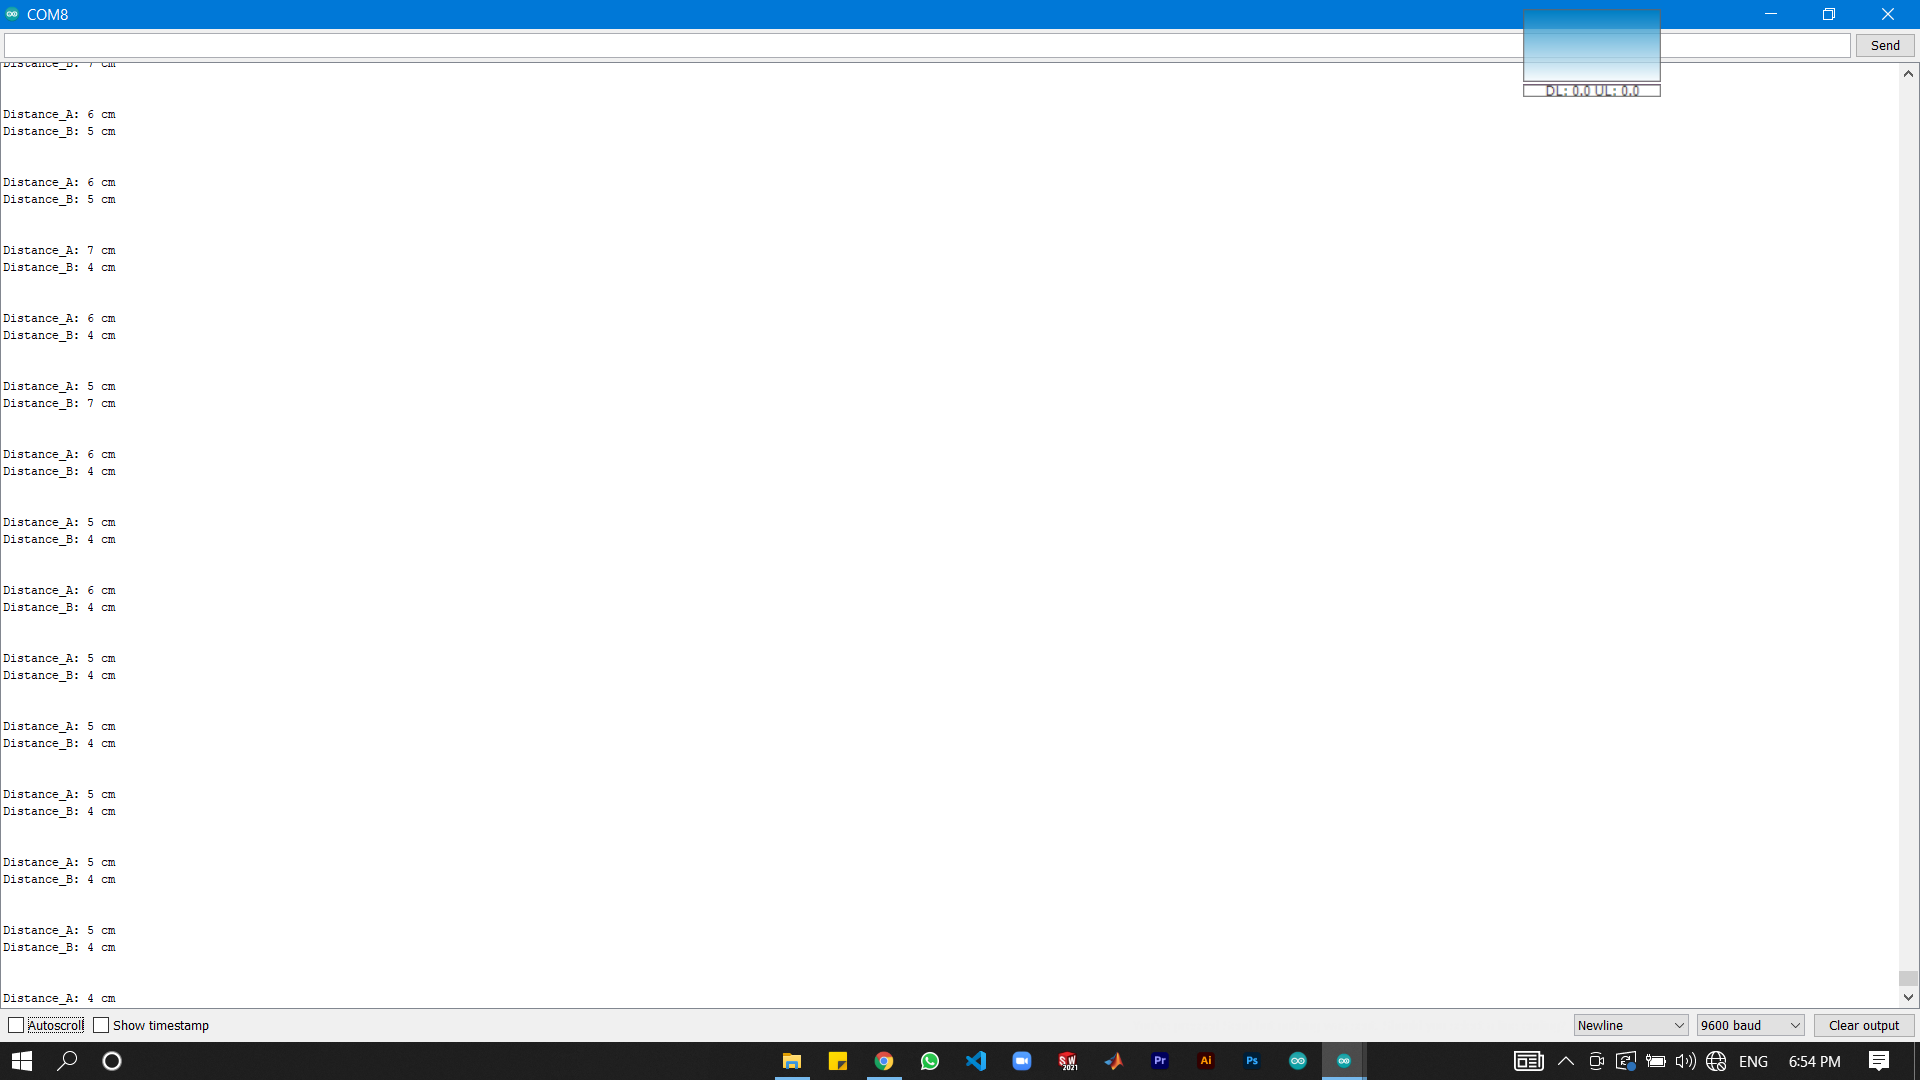 COM8
Send
DL: 0.0 UL: 0.0
Distance_B: 7 cm
Distance_A: 6 cm
Distance_B: 5 cm
Distance_A: 6 cm
Distance_B: 5 cm
Distance_A: 7 cm
Distance_B: 4 cm
Distance_A: 6 cm
Distance_B: 4 cm
Distance_A: 5 cm
Distance_B: 7 cm
Distance_A: 6 cm
Distance_B: 4 cm
Distance_A: 5 cm
Distance_B: 4 cm
Distance_A: 6 cm
Distance_B: 4 cm
Distance_A: 5 cm
Distance_B: 4 cm
Distance_A: 5 cm
Distance_B: 4 cm
Distance_A: 5 cm
Distance_B: 4 cm
Distance_A: 5 cm
Distance_B: 4 cm
Distance_A: 5 cm
Distance_B: 4 cm
Distance_A: 4 cm
Autoscroll Show timestamp Newline 9600 baud Clear output
SW 2021 Pr Ai Ps ENG 6:54 PM